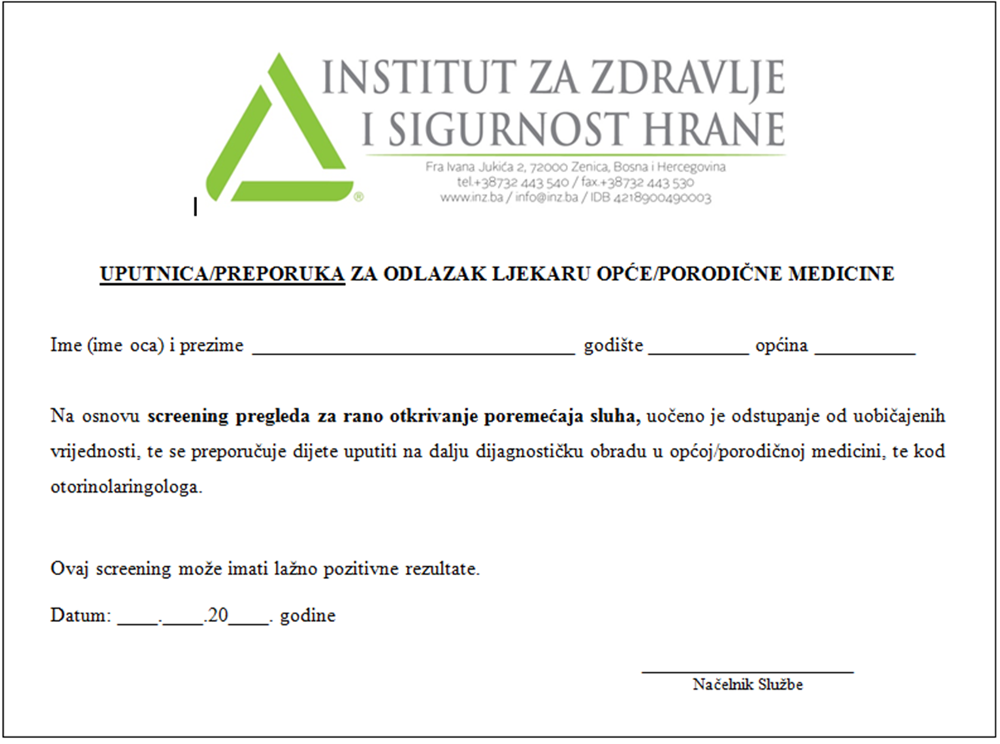 INSTITUT ZA ZDRAVLJE
I SIGURNOST HRANE
Fra Ivana Jukića 2, 72000 Zenica, Bosna i Hercegovina
tel.+38732 443 540 / fax.+38732 443 530
www.inz.ba / info@inz.ba / IDB 4218900490003
®
UPUTNICA/PREPORUKA ZA ODLAZAK LJEKARU OPĆE/PORODIČNE MEDICINE
Ime (ime oca) i prezime ________________________________ godište __________ općina __________
Na osnovu screening pregleda za rano otkrivanje poremećaja sluha, uočeno je odstupanje od uobičajenih
vrijednosti, te se preporučuje dijete uputiti na dalju dijagnostičku obradu u općoj/porodičnoj medicini, te kod
otorinolaringologa.
Ovaj screening može imati lažno pozitivne rezultate.
Datum: ____.____.20____. godine
_____________________
Načelnik Službe